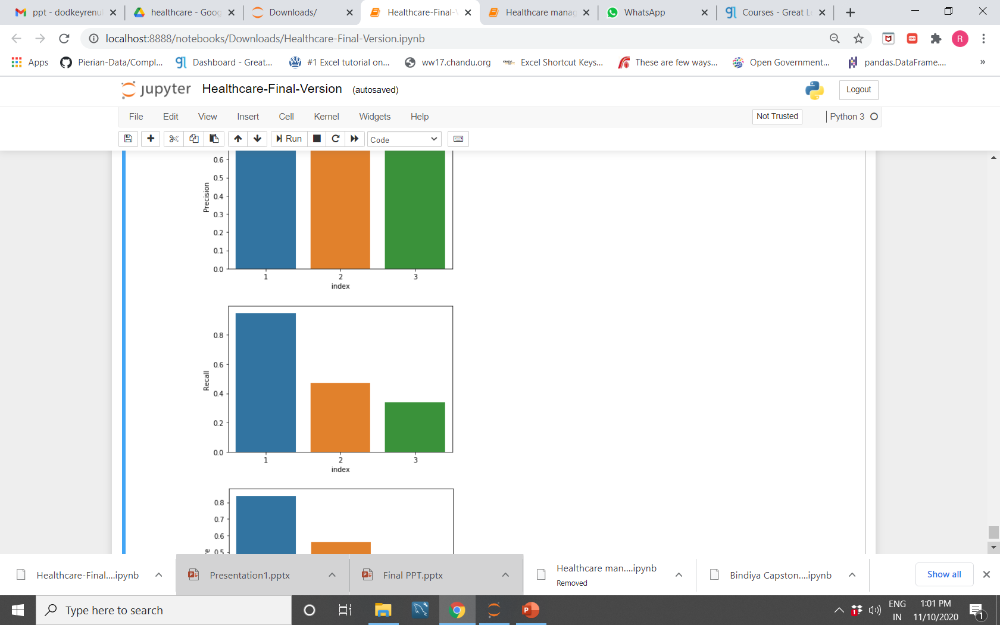 ppt - dodkeyrenu
healthcare - Goog
Downloads/
Healthcare-Final-V
Healthcare manag
WhatsApp
Courses - Great Le
localhost:8888/notebooks/Downloads/Healthcare-Final-Version.ipynb
R
Apps
Pierian-Data/Compl...
gl
Dashboard - Great...
#1 Excel tutorial on...
ww17.chandu.org
Excel Shortcut Keys...
These are few ways...
Open Government...
pandas.DataFrame....
»
jupyter
Healthcare-Final-Version
(autosaved)
Logout
File
Edit
View
Insert
Cell
Kernel
Widgets
Help
Not Trusted
Python 3
Run
Code
0.6
0.5
0.4
0.3
0.2
0.1
0.0
Precision
1
2
3
index
0.8
0.6
0.4
0.2
0.0
Recall
1
2
3
index
0.8
0.7
0.6
0.5
Healthcare-Final....ipynb
Presentation1.pptx
Final PPT.pptx
Healthcare man....ipynb
Removed
Bindiya Capston....ipynb
Show all
Type here to search
ENG
IN
1:01 PM
11/10/2020
1
1